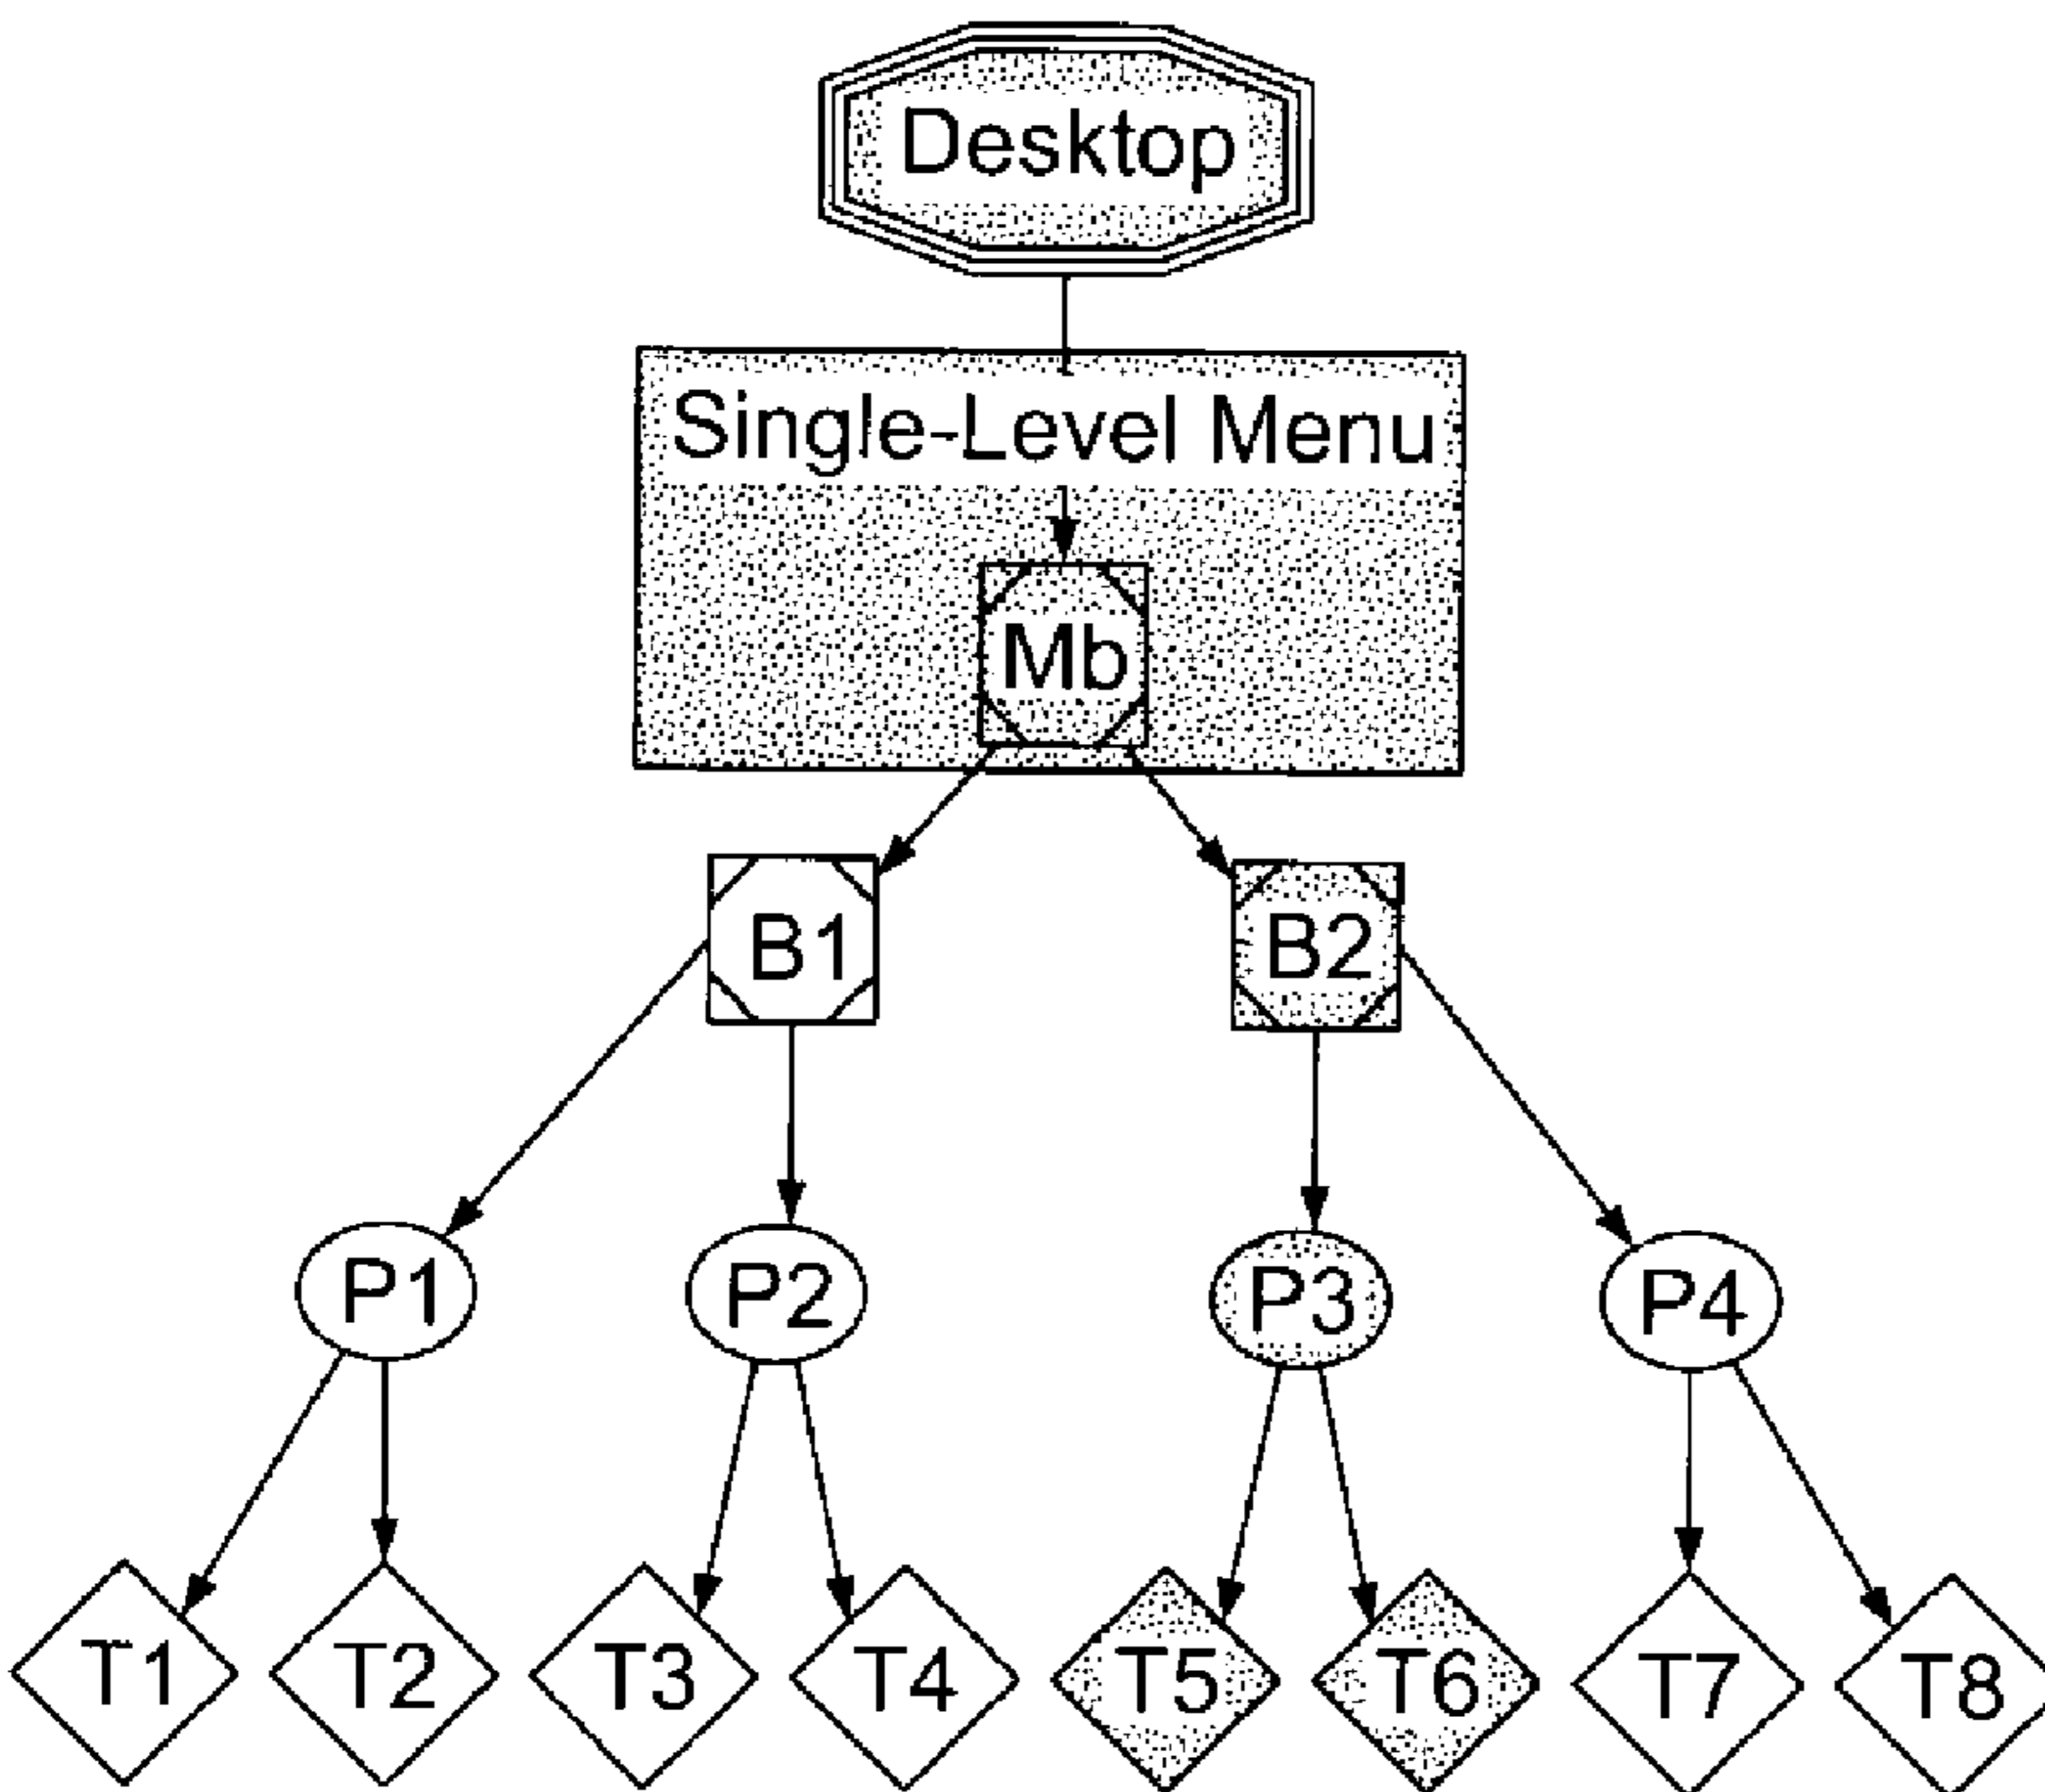 Desktop
Single-Level Menu
Mb
B1 B2
P1 P2 P3 P4
T1 T2 T3 T4 T5 T6 T7 T8